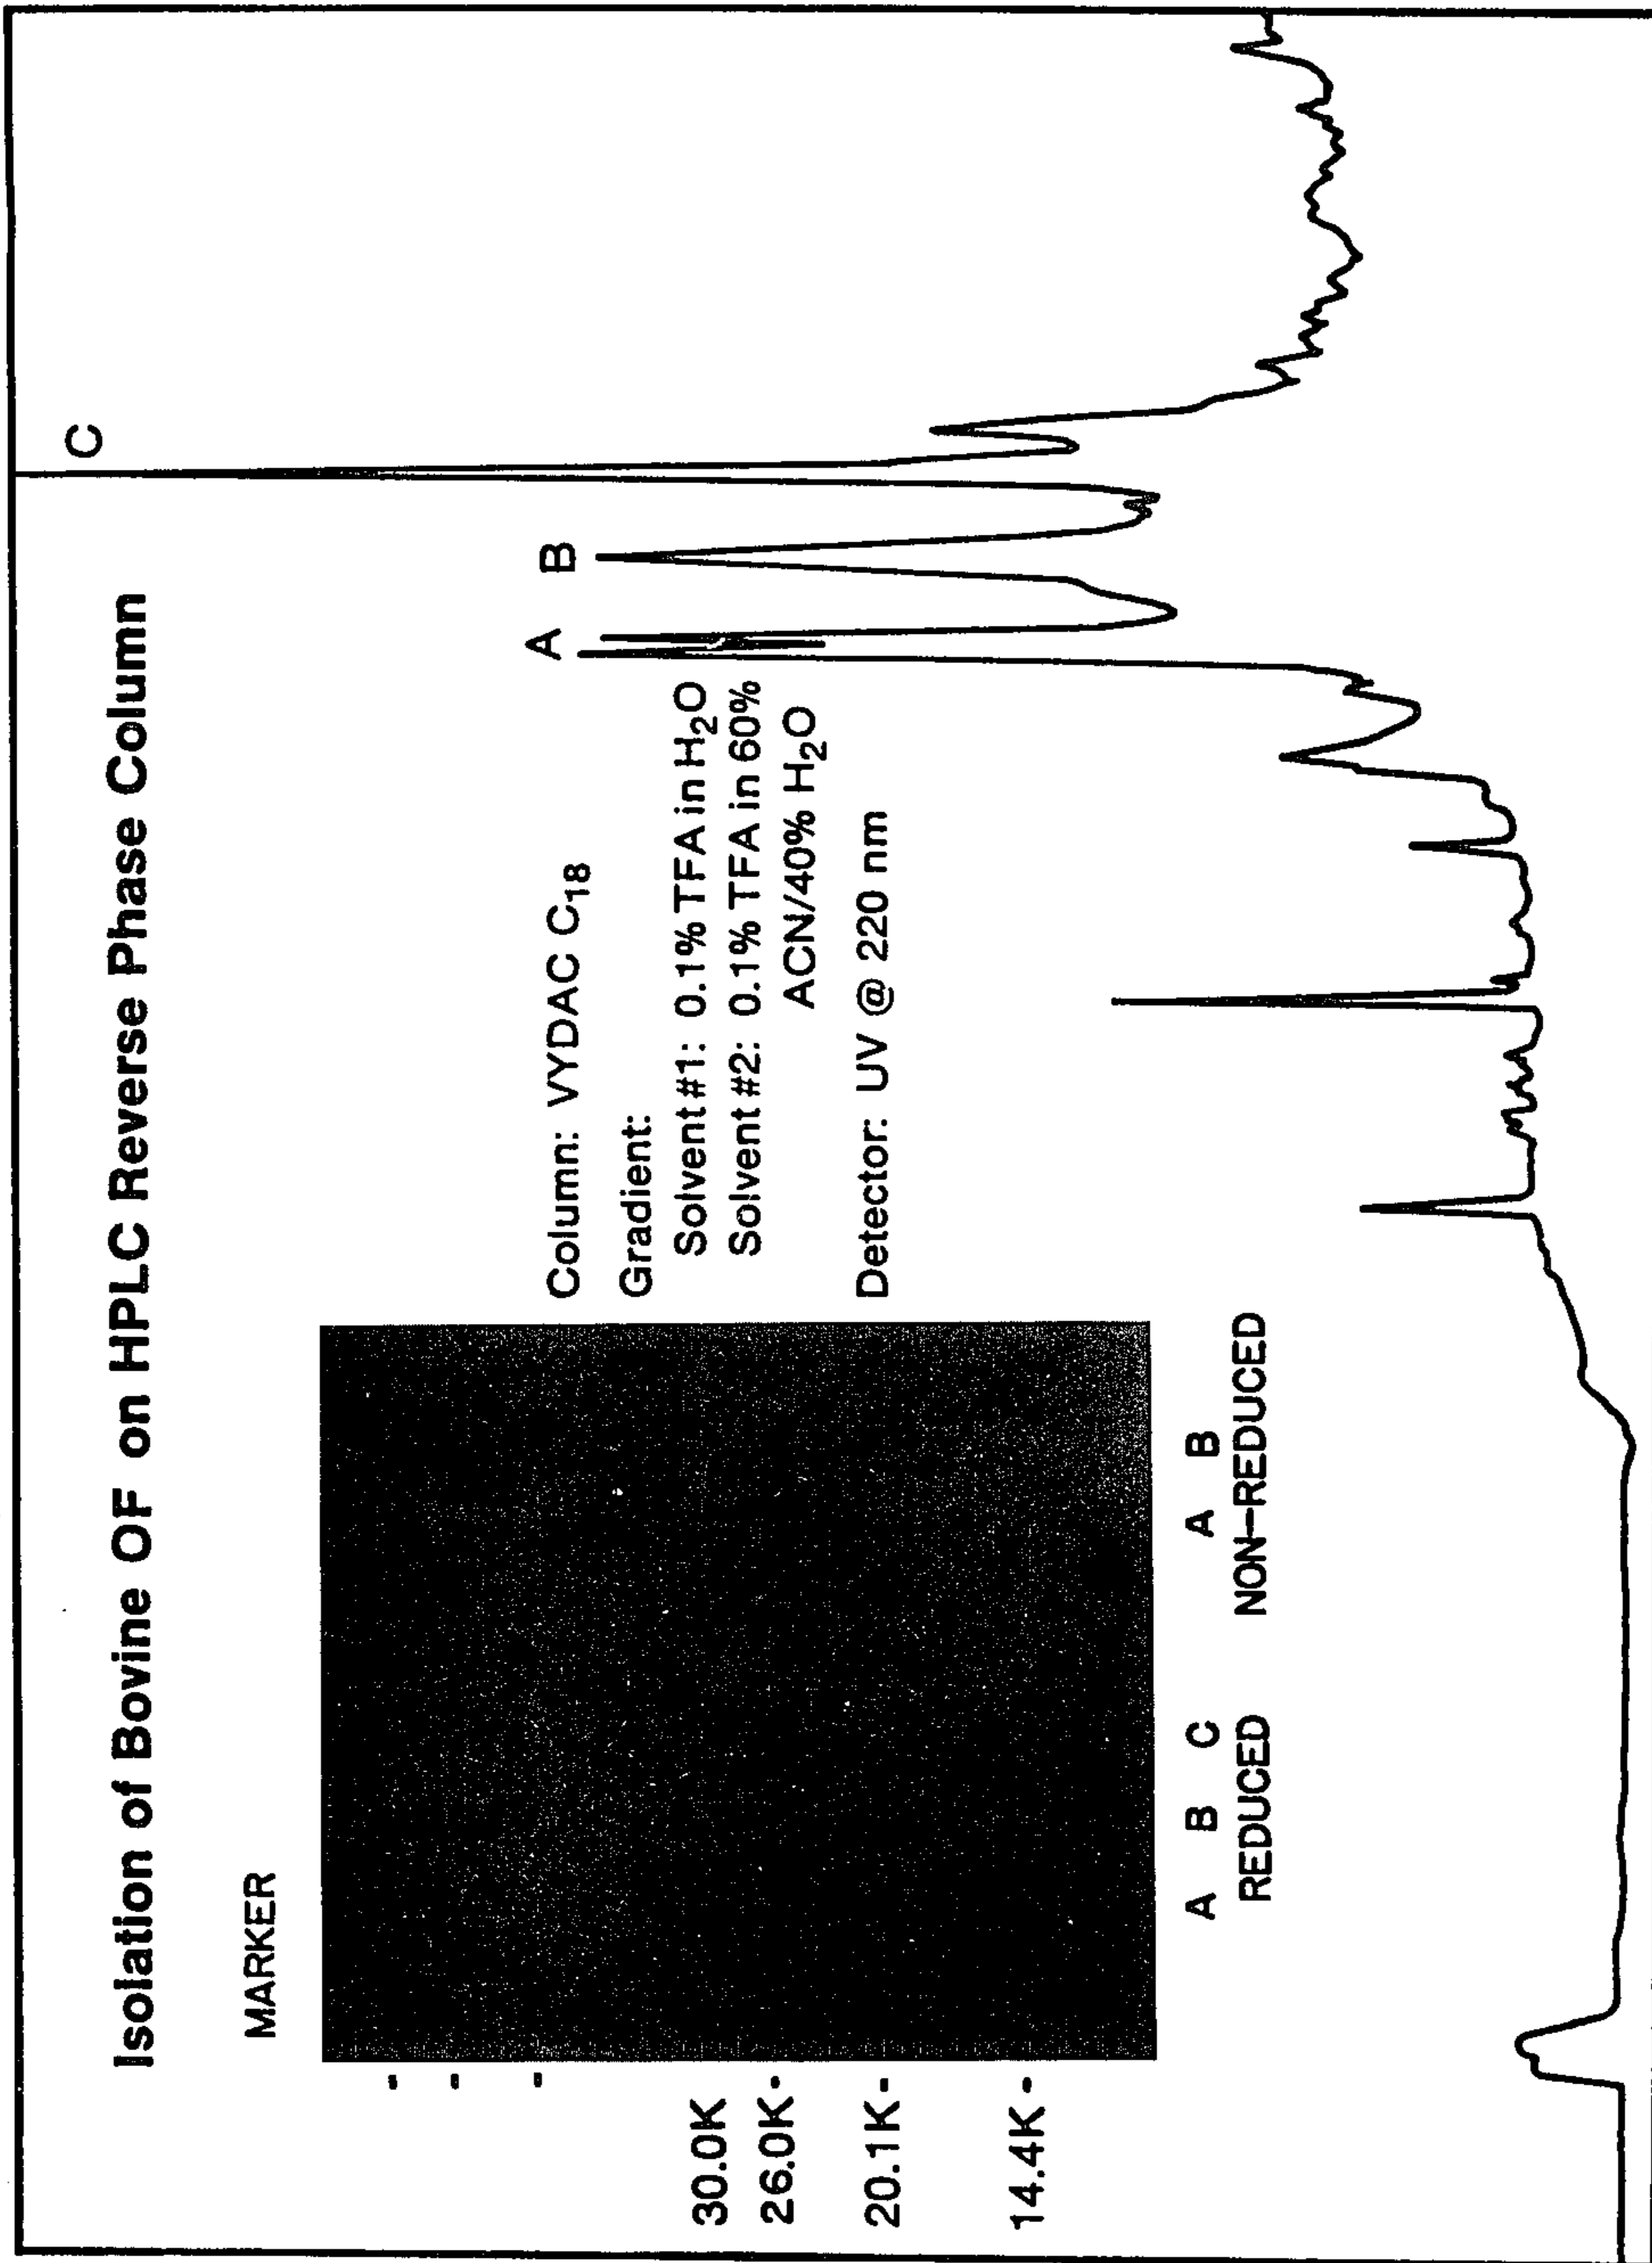 Isolation of Bovine OF on HPLC Reverse Phase Column
MARKER
C
A B
Column: VYDAC C₁₈
Gradient:
Solvent #1: 0.1% TFA in H₂O
Solvent #2: 0.1% TFA in 60%
ACN/40% H₂O
Detector: UV @ 220 nm
30.0K
26.0K-
20.1K-
14.4K-
A B C A B
REDUCED NON-REDUCED